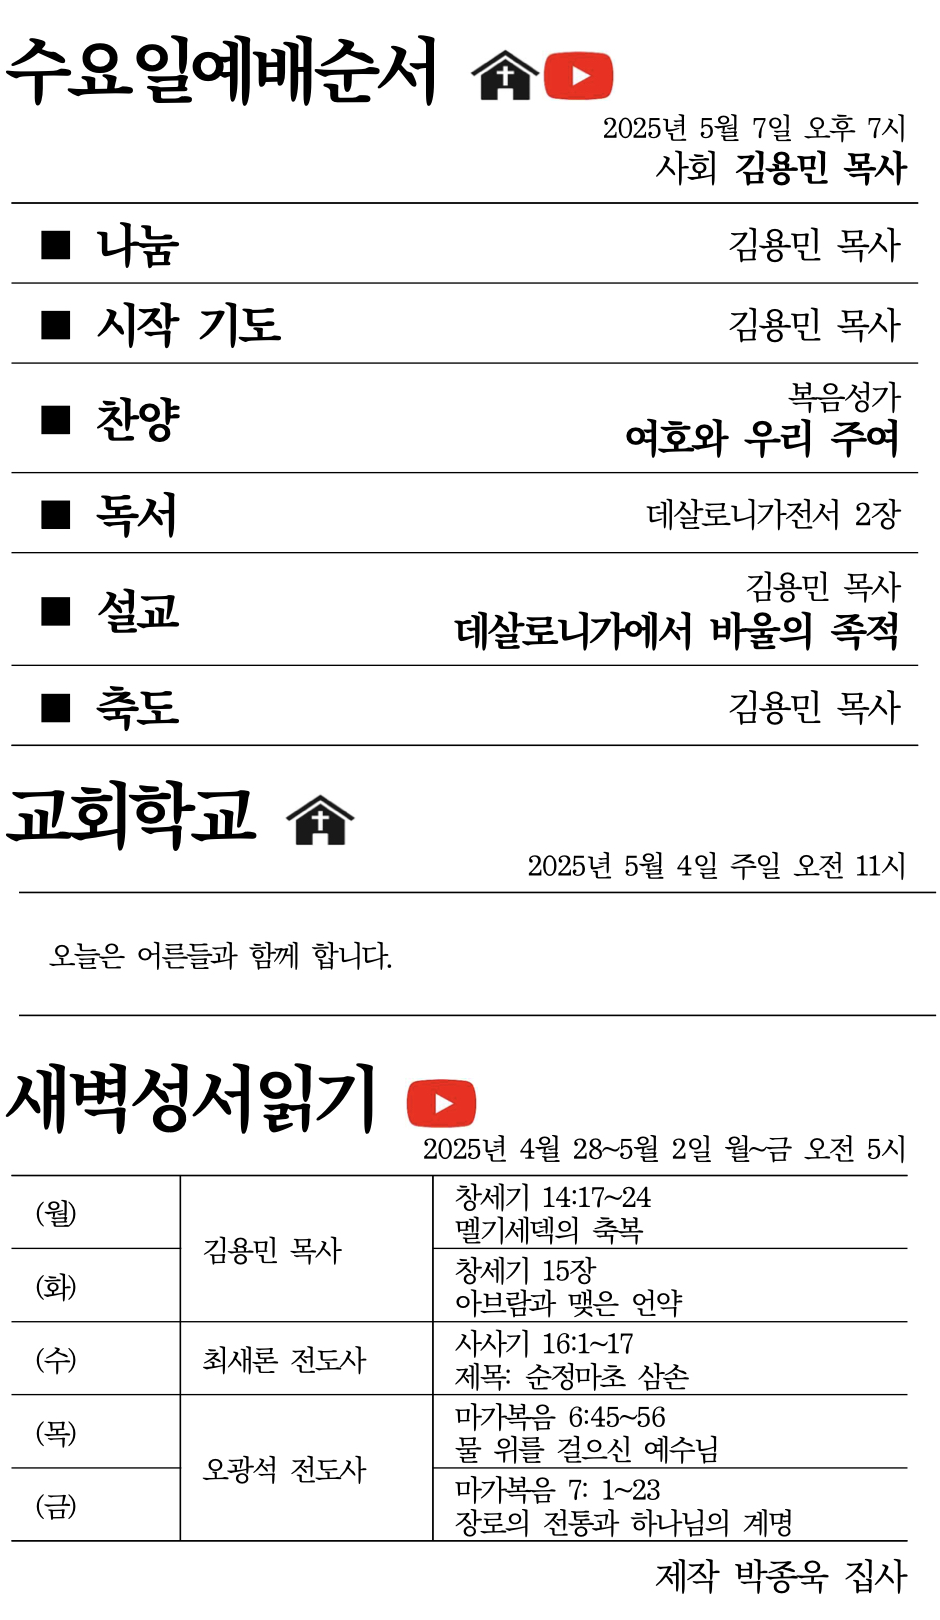 수요일예배순서
2025년 5월 7일 오후 7시
사회 김용민 목사
■ 나눔 김용민 목사
■ 시작 기도 김용민 목사
복음성가
■ 찬양 여호와 우리 주여
■ 독서 데살로니가전서 2장
김용민 목사
■ 설교 데살로니가에서 바울의 족적
■ 축도 김용민 목사
교회학교
2025년 5월 4일 주일 오전 11시
오늘은 어른들과 함께 합니다.
새벽성서읽기
2025년 4월 28~5월 2일 월~금 오전 5시
(월) 김용민 목사 창세기 14:17~24
멜기세덱의 축복
(화) 창세기 15장
아브람과 맺은 언약
(수) 최새론 전도사 사사기 16:1~17
제목: 순정마초 삼손
(목) 오광석 전도사 마가복음 6:45~56
물 위를 걸으신 예수님
(금) 마가복음 7: 1~23
장로의 전통과 하나님의 계명
제작 박종욱 집사